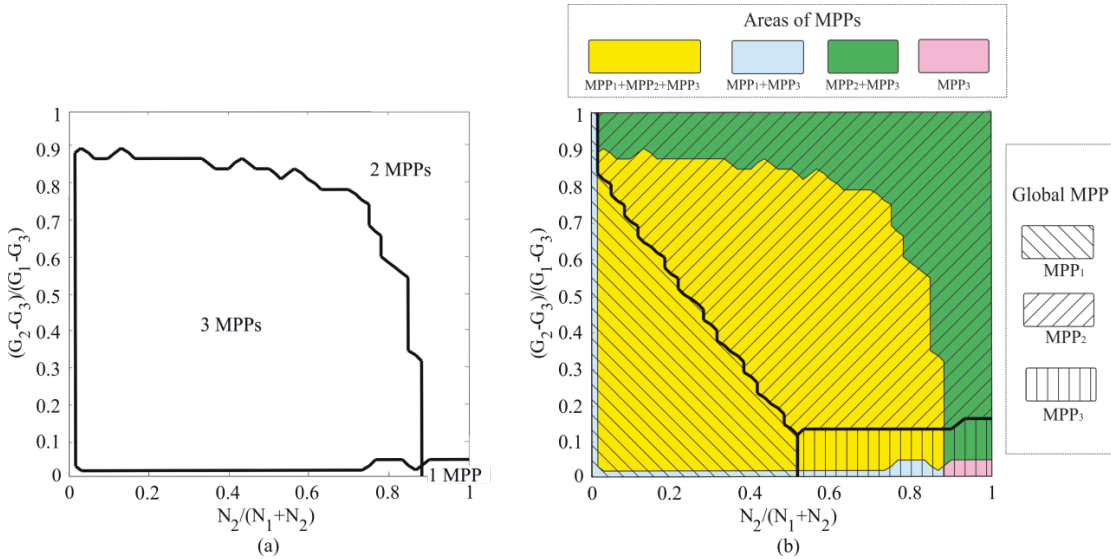 1
0.9
0.8
0.7
0.6
0.5
0.4
0.3
0.2
0.1
0
(G2-G3)/(G1-G3)
2 MPPs
3 MPPs
1 MPP
0 0.2 0.4 0.6 0.8 1
N2/(N1+N2)
(a)
Areas of MPPs
MPP1+MPP2+MPP3 MPP1+MPP3 MPP2+MPP3 MPP3
1
0.9
0.8
0.7
0.6
0.5
0.4
0.3
0.2
0.1
0
(G2-G3)/(G1-G3)
0 0.2 0.4 0.6 0.8 1
N2/(N1+N2)
(b)
Global MPP
MPP1
MPP2
MPP3